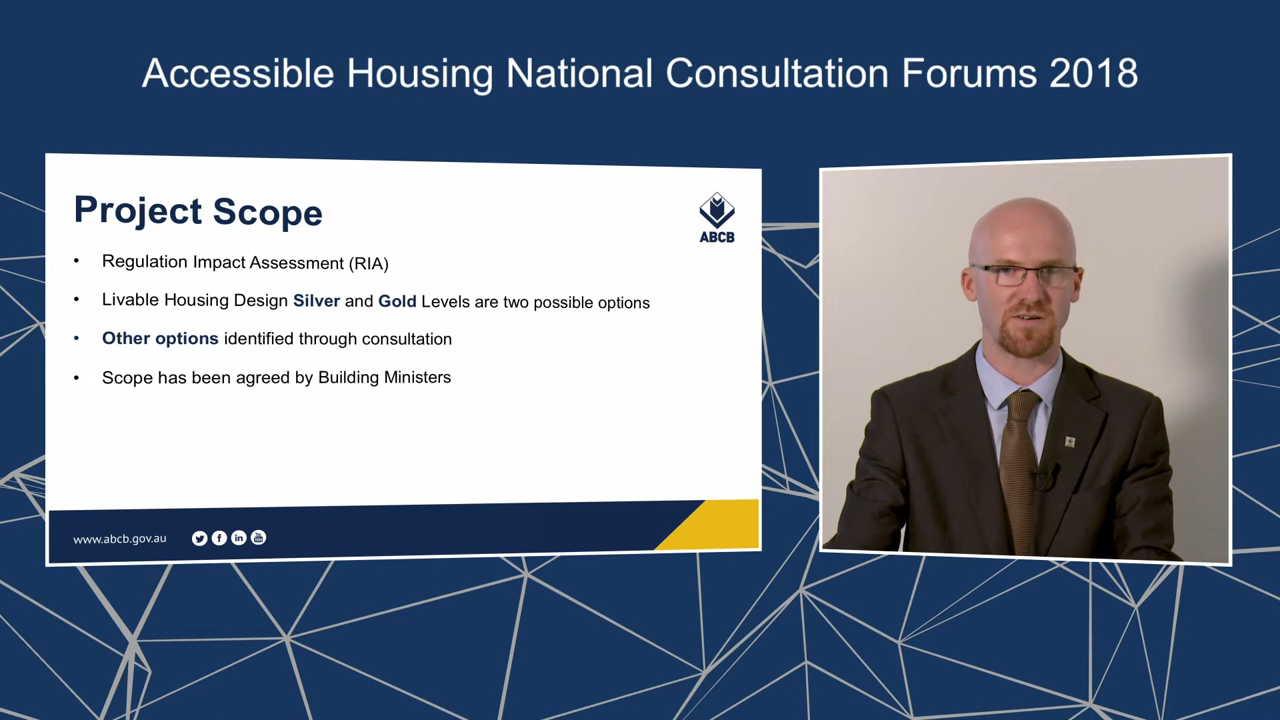 Accessible Housing National Consultation Forums 2018
Project Scope
ABCB
• Regulation Impact Assessment (RIA)
• Livable Housing Design Silver and Gold Levels are two possible options
• Other options identified through consultation
• Scope has been agreed by Building Ministers
www.abcb.gov.au